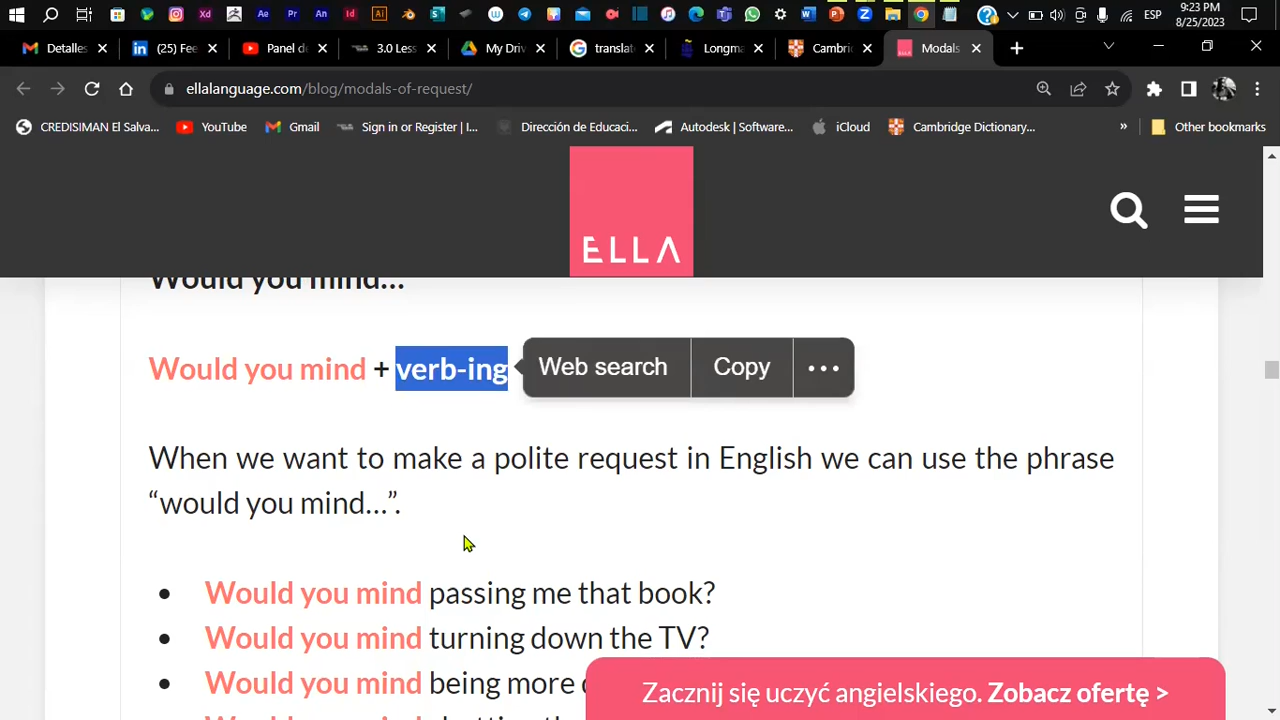 9:23 PM
ESP
8/25/2023
Detalles
(25) Fee
Panel d
3.0 Less
My Driv
translat
Longma
Cambri
Modals
ellalanguage.com/blog/modals-of-request/
CREDISIMAN El Salva...
YouTube
Gmail
Sign in or Register | I...
Dirección de Educaci...
Autodesk | Software...
iCloud
Cambridge Dictionary...
»
Other bookmarks
ELLA
Would you mind...
Would you mind + verb-ing
Web search
Copy
When we want to make a polite request in English we can use the phrase
“would you mind...”.
• Would you mind passing me that book?
• Would you mind turning down the TV?
• Would you mind being more
Would you mind
Zacznij się uczyć angielskiego. Zobacz ofertę >